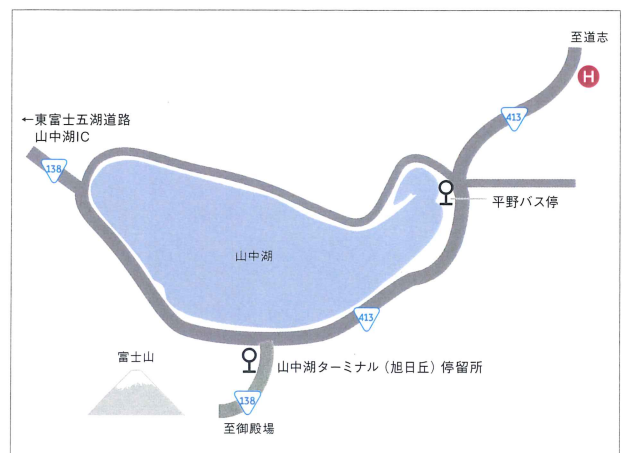 至道志
H
413
←東富士五湖道路
山中湖IC
138
平野バス停
山中湖
413
富士山
山中湖ターミナル（旭日丘）停留所
138
至御殿場